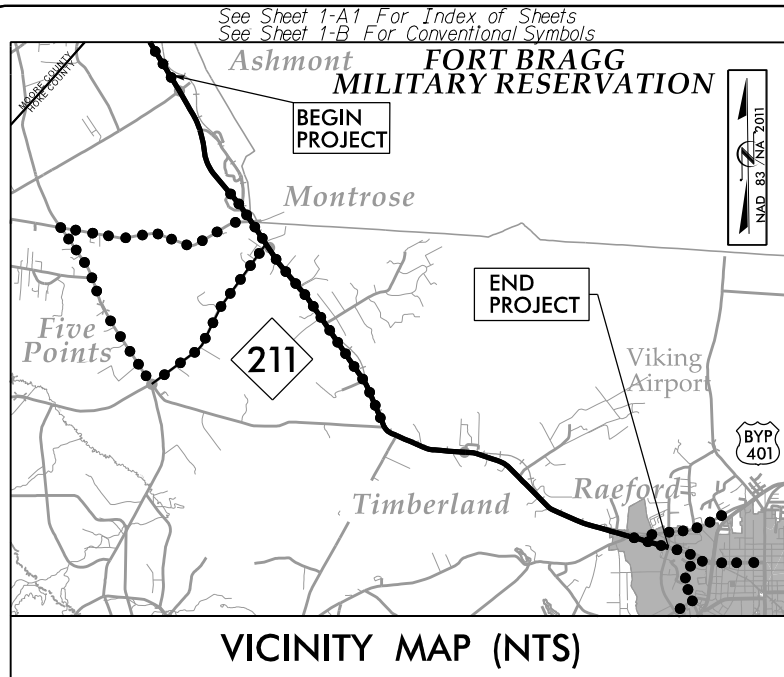 See Sheet 1-A1 For Index of Sheets
See Sheet 1-B For Conventional Symbols
MOORE COUNTY
HOKE COUNTY
Ashmont
FORT BRAGG
MILITARY RESERVATION
BEGIN
PROJECT
NAD 83 /NA 2011
Montrose
END
PROJECT
Five
Points
211
Viking
Airport
BYP
401
Timberland
Raeford
VICINITY MAP (NTS)